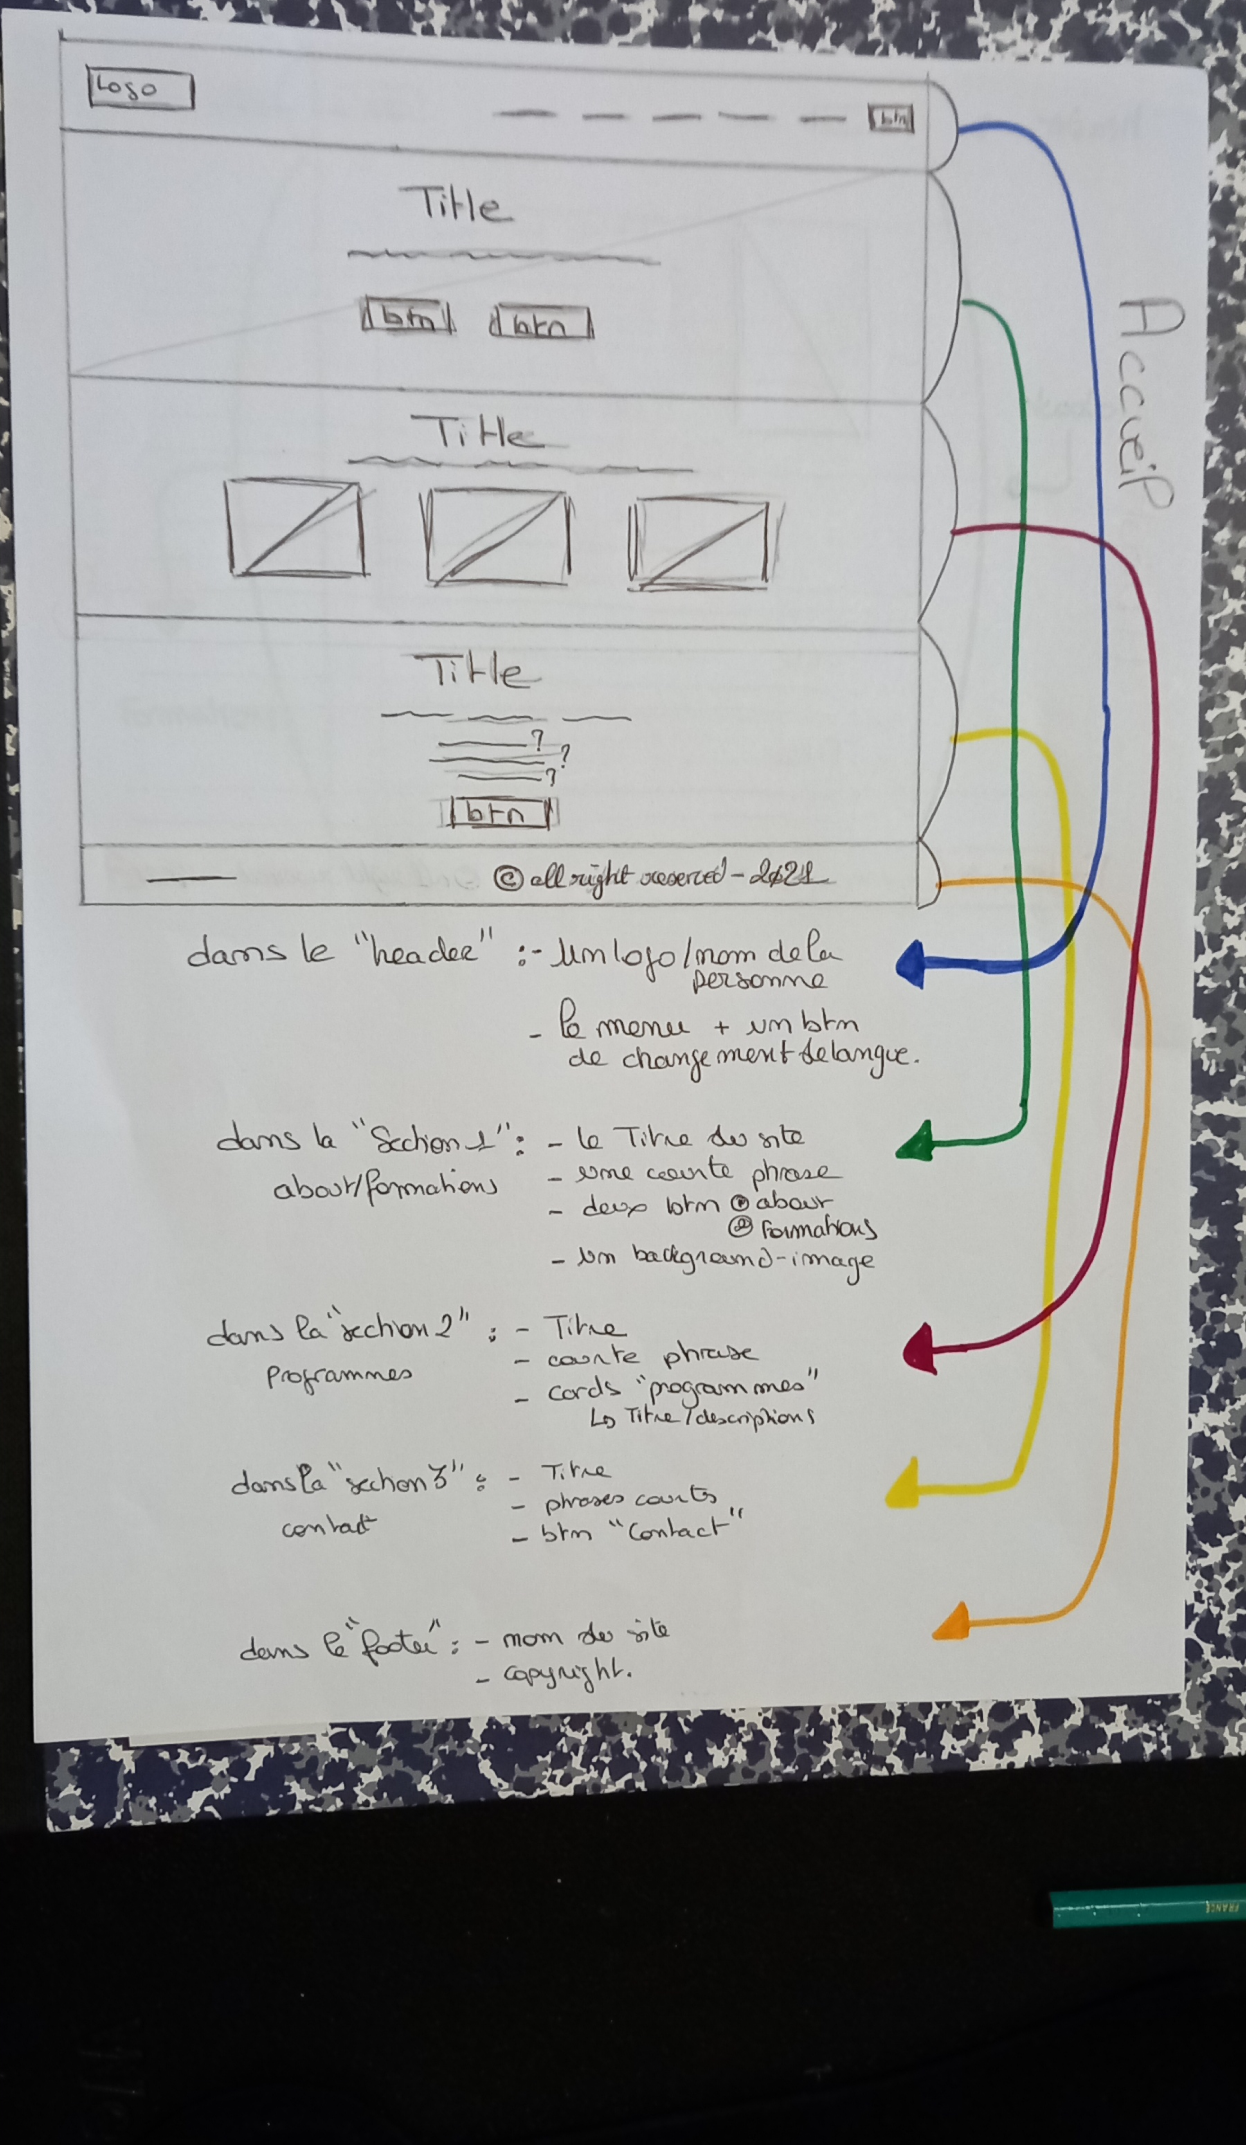 Logo
btn
Title
btn btn
Title
Title
?
?
?
btn
© all right reserved - 2021
Accueil
dans le "header" :- Un logo/nom de la
personne
- le menu + un btn
de changement de langue.
dans la "Section 1" : - le Titre du site
about/formations - une courte phrase
- deux btn ① about
② Formations
- un background-image
dans la "section 2" : - Titre
Programmes - courte phrase
- cards "programmes"
↳ Titre/descriptions
dans la "section 3" : - Titre
contact - phrases courts
- btn "Contact"
dans le "footer" : - nom du site
- copyright.
FRANCE